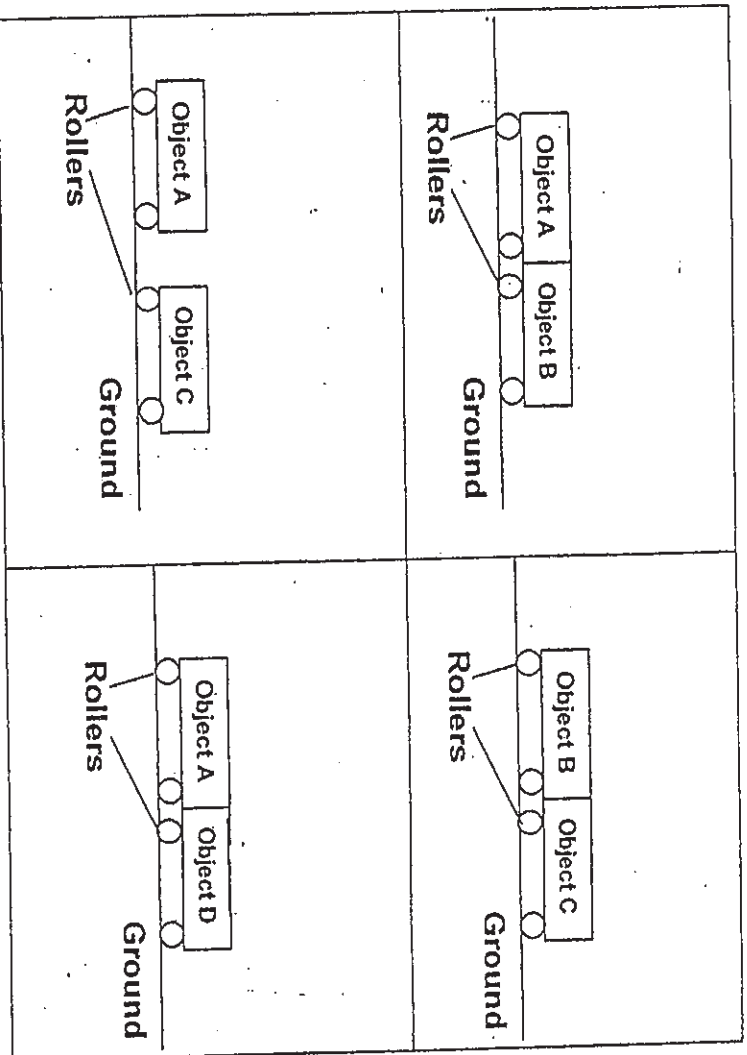 Object A Object B
Rollers
Ground
Object B Object C
Rollers
Ground
Object A Object C
Rollers
Ground
Object A Object D
Rollers
Ground